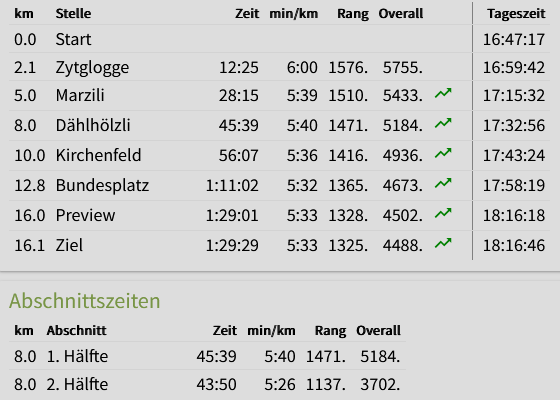 km Stelle Zeit min/km Rang Overall Tageszeit
0.0 Start 16:47:17
2.1 Zytglogge 12:25 6:00 1576. 5755. 16:59:42
5.0 Marzili 28:15 5:39 1510. 5433. 17:15:32
8.0 Dählhölzli 45:39 5:40 1471. 5184. 17:32:56
10.0 Kirchenfeld 56:07 5:36 1416. 4936. 17:43:24
12.8 Bundesplatz 1:11:02 5:32 1365. 4673. 17:58:19
16.0 Preview 1:29:01 5:33 1328. 4502. 18:16:18
16.1 Ziel 1:29:29 5:33 1325. 4488. 18:16:46
Abschnittszeiten
km Abschnitt Zeit min/km Rang Overall
8.0 1. Hälfte 45:39 5:40 1471. 5184.
8.0 2. Hälfte 43:50 5:26 1137. 3702.